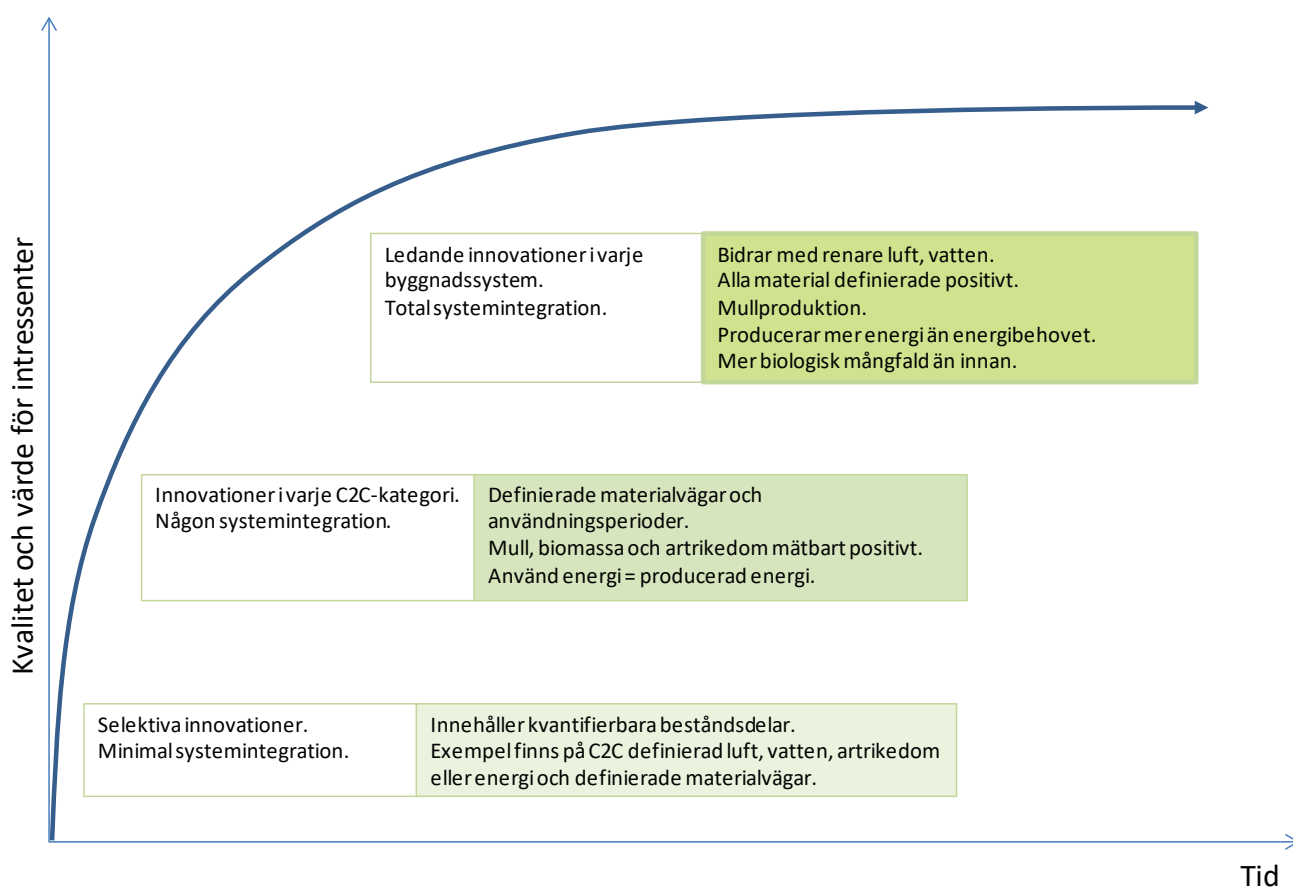 Kvalitet och värde för intressenter
Ledande innovationer i varje
byggnadssystem.
Total systemintegration.
Bidrar med renare luft, vatten.
Alla material definierade positivt.
Mullproduktion.
Producerar mer energi än energibehovet.
Mer biologisk mångfald än innan.
Innovationer i varje C2C-kategori.
Någon systemintegration.
Definierade materialvägar och
användningsperioder.
Mull, biomassa och artrikedom mätbart positivt.
Använd energi = producerad energi.
Selektiva innovationer.
Minimal systemintegration.
Innehåller kvantifierbara beståndsdelar.
Exempel finns på C2C definierad luft, vatten, artrikedom
eller energi och definierade materialvägar.
Tid